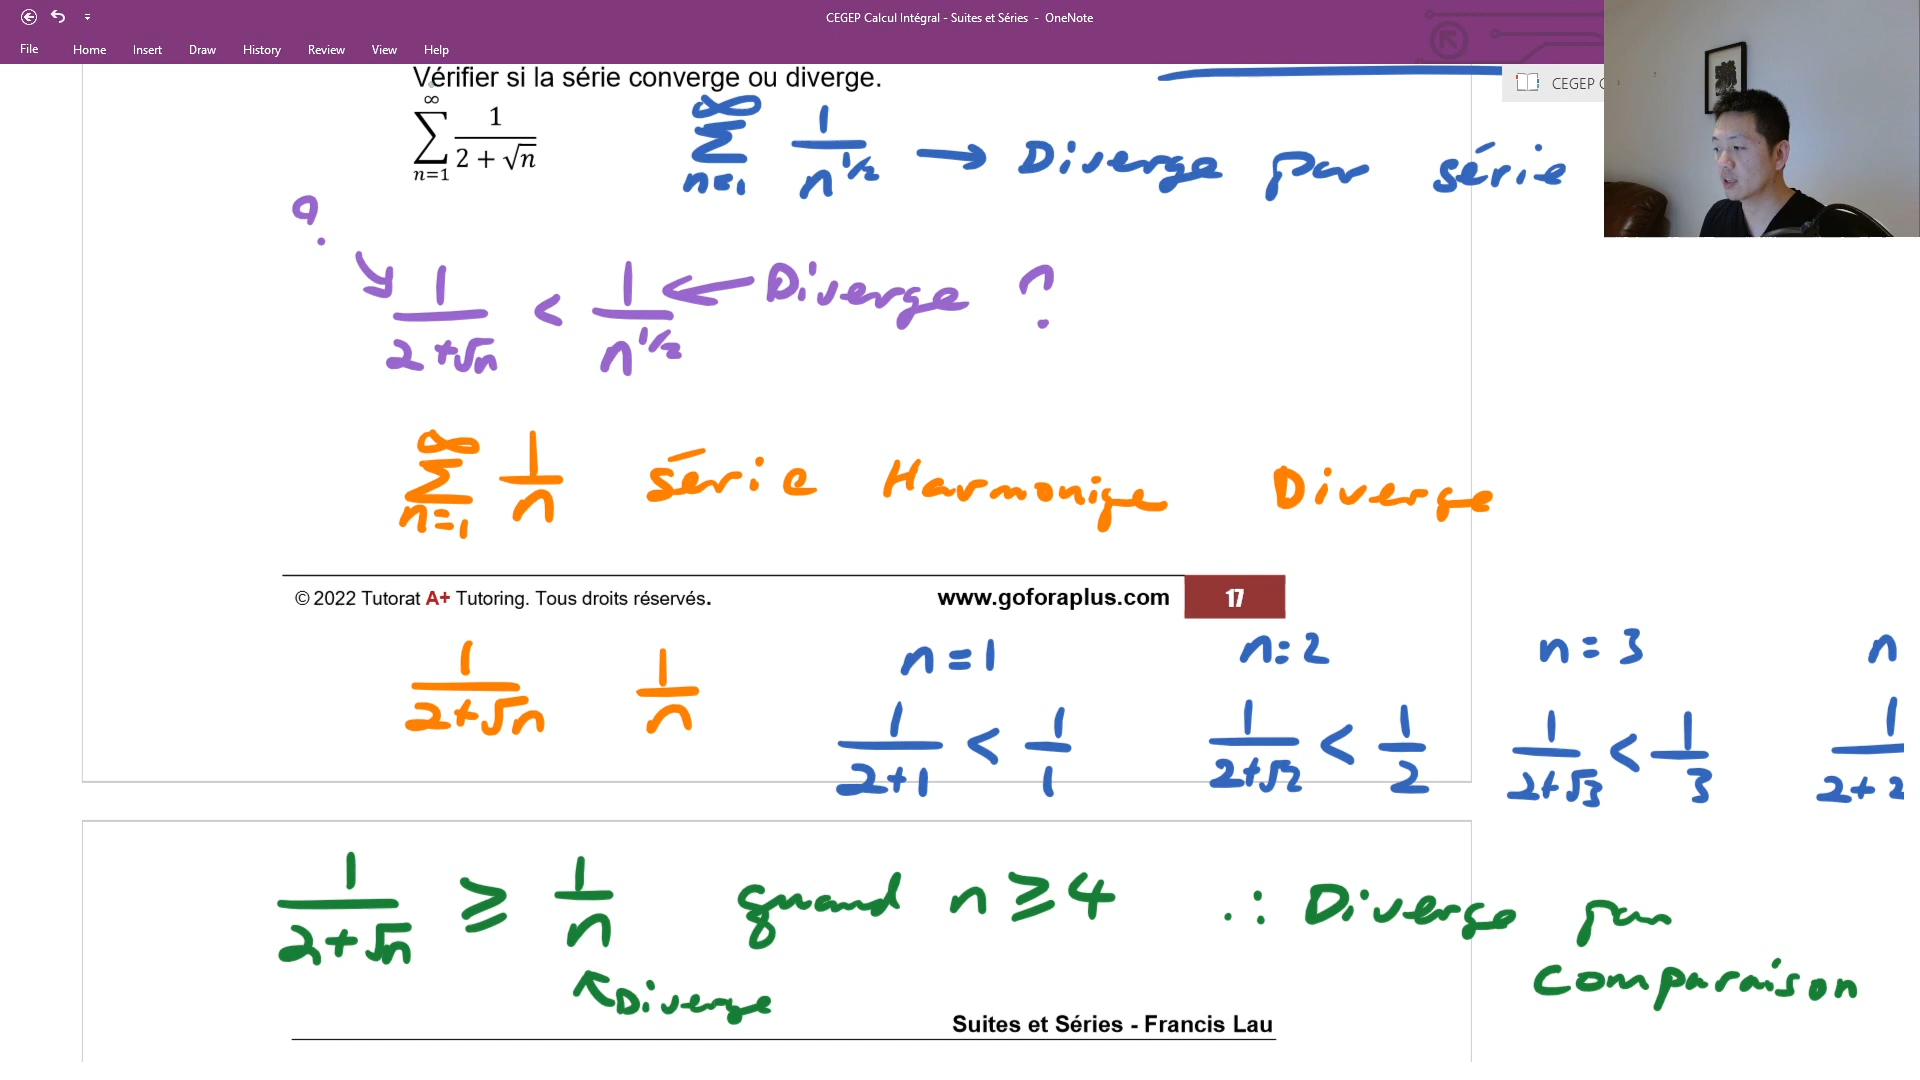 CEGEP Calcul Intégral - Suites et Séries - OneNote
File Home Insert Draw History Review View Help
CEGEP C
Vérifier si la série converge ou diverge.
∞ ∑ n=1 1/(2 + √n)
∞ ∑ n=1 1/n^1/2 → Diverge par série
?
1/(2+√n) < 1/n^1/2 ← Diverge ?
∞ ∑ n=1 1/n série Harmonique Diverge
© 2022 Tutorat A+ Tutoring. Tous droits réservés. www.goforaplus.com 17
1/(2+√n) 1/n
n=1 n=2 n=3 n
1/(2+1) < 1/1 1/(2+√2) < 1/2 1/(2+√3) < 1/3 1/(2+2
1/(2+√n) ≥ 1/n quand n ≥ 4 ∴ Diverge par
comparaison
↖ Diverge
Suites et Séries - Francis Lau